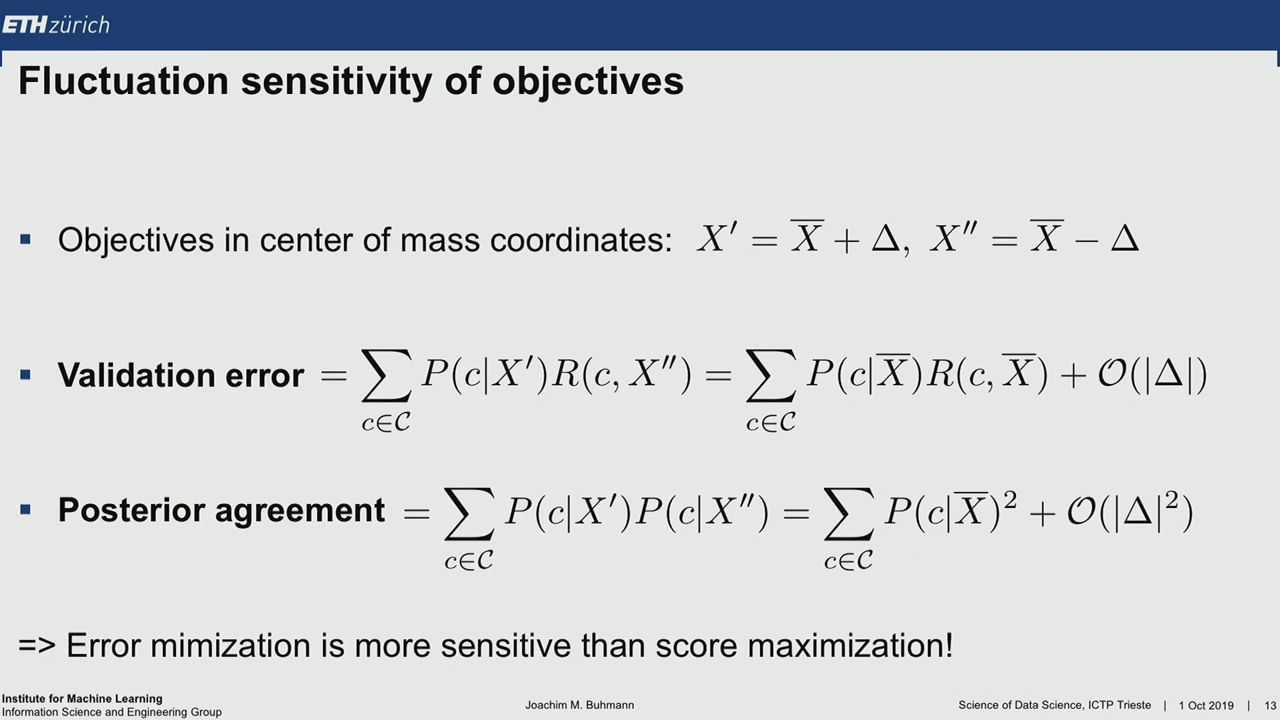 ETH zürich
Fluctuation sensitivity of objectives
▪ Objectives in center of mass coordinates: X′ = X̅ + Δ, X″ = X̅ − Δ
▪ Validation error = ∑_{c∈𝒞} P(c|X′)R(c, X″) = ∑_{c∈𝒞} P(c|X̅)R(c, X̅) + 𝒪(|Δ|)
▪ Posterior agreement = ∑_{c∈𝒞} P(c|X′)P(c|X″) = ∑_{c∈𝒞} P(c|X̅)² + 𝒪(|Δ|²)
=> Error mimization is more sensitive than score maximization!
Institute for Machine Learning
Information Science and Engineering Group
Joachim M. Buhmann
Science of Data Science, ICTP Trieste | 1 Oct 2019 | 13